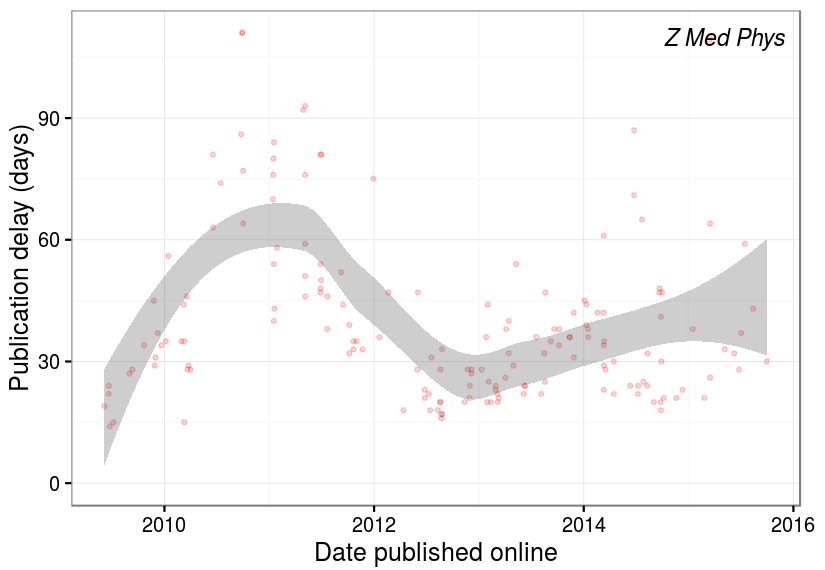 Z Med Phys
Publication delay (days)
90
60
30
0
2010
2012
2014
2016
Date published online